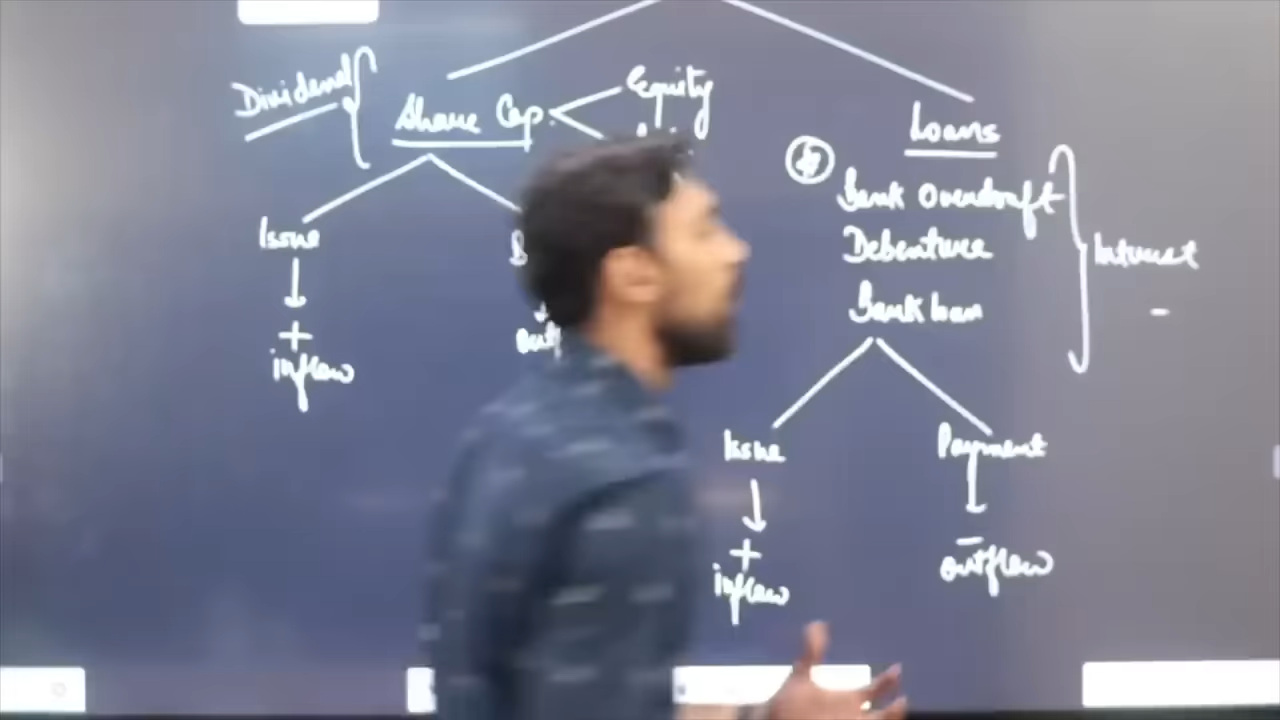 Dividend
Share Cap.
Equity
Loans
Bank Overdraft
Debenture
Bank loan
Interest
-
Issue
+
inflow
Issue
+
inflow
Payment
-
outflow